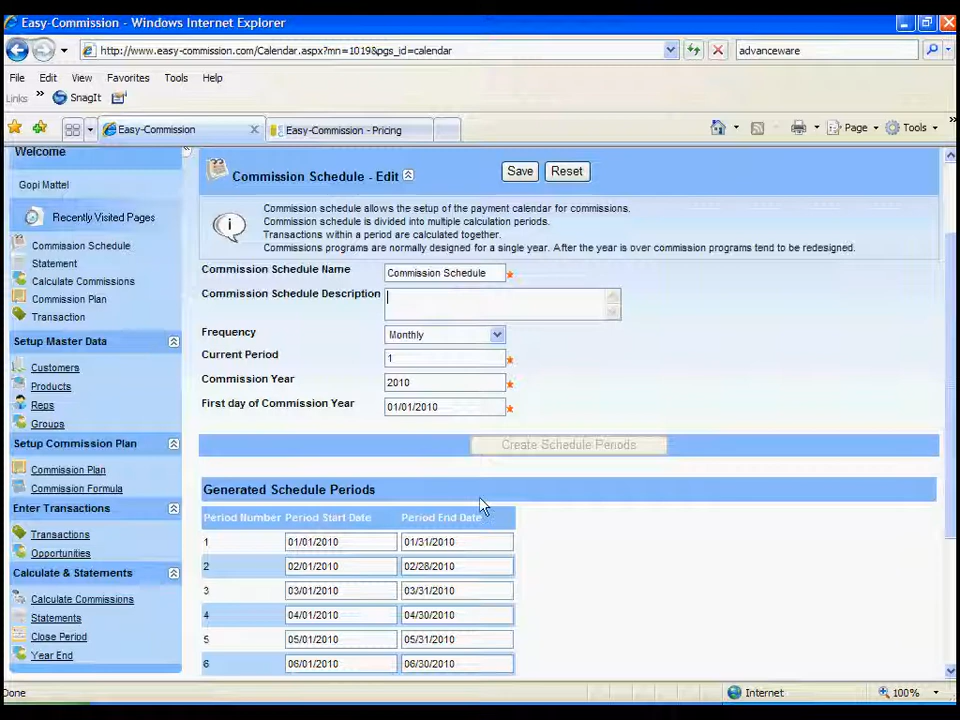 Easy-Commission - Windows Internet Explorer
http://www.easy-commission.com/Calendar.aspx?mn=1019&pgs_id=calendar
advanceware
File Edit View Favorites Tools Help
Links » SnagIt
Easy-Commission
Easy-Commission - Pricing
Page Tools »
Welcome
Gopi Mattel
Recently Visited Pages
Commission Schedule
Statement
Calculate Commissions
Commission Plan
Transaction
Setup Master Data
Customers
Products
Reps
Groups
Setup Commission Plan
Commission Plan
Commission Formula
Enter Transactions
Transactions
Opportunities
Calculate & Statements
Calculate Commissions
Statements
Close Period
Year End
Commission Schedule - Edit
Save Reset
Commission schedule allows the setup of the payment calendar for commissions.
Commission schedule is divided into multiple calculation periods.
Transactions within a period are calculated together.
Commissions programs are normally designed for a single year. After the year is over commission programs tend to be redesigned.
Commission Schedule Name Commission Schedule *
Commission Schedule Description
Frequency Monthly
Current Period 1 *
Commission Year 2010 *
First day of Commission Year 01/01/2010 *
Create Schedule Periods
Generated Schedule Periods
Period Number Period Start Date Period End Date
1 01/01/2010 01/31/2010
2 02/01/2010 02/28/2010
3 03/01/2010 03/31/2010
4 04/01/2010 04/30/2010
5 05/01/2010 05/31/2010
6 06/01/2010 06/30/2010
Done
Internet
100%